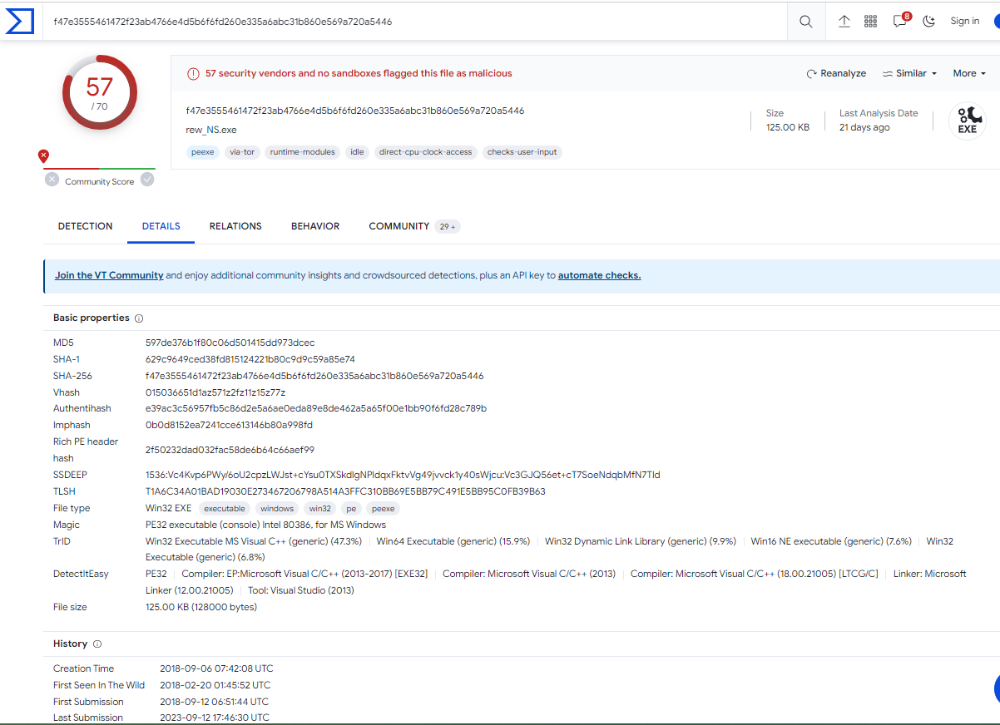 f47e3555461472f23ab4766e4d5b6f6fd260e335a6abc31b860e569a720a5446
8
Sign in
57
/ 70
Community Score
57 security vendors and no sandboxes flagged this file as malicious
Reanalyze
Similar
More
f47e3555461472f23ab4766e4d5b6f6fd260e335a6abc31b860e569a720a5446
rew_NS.exe
peexe via-tor runtime-modules idle direct-cpu-clock-access checks-user-input
Size
125.00 KB
Last Analysis Date
21 days ago
EXE
DETECTION DETAILS RELATIONS BEHAVIOR COMMUNITY 29 +
Join the VT Community and enjoy additional community insights and crowdsourced detections, plus an API key to automate checks.
Basic properties
MD5 597de376b1f80c06d501415dd973dcec
SHA-1 629c9649ced38fd815124221b80c9d9c59a85e74
SHA-256 f47e3555461472f23ab4766e4d5b6f6fd260e335a6abc31b860e569a720a5446
Vhash 015036651d1az571z2fz11z15z77z
Authentihash e39ac3c56957fb5c86d2e5a6ae0eda89e8de462a5a65f00e1bb90f6fd28c789b
Imphash 0b0d8152ea7241cce613146b80a998fd
Rich PE header
hash
2f50232dad032fac58de6b64c66aef99
SSDEEP 1536:Vc4Kvp6PWy/6oU2cpzLWJst+cYsu0TXSkdlgNPldqxFktvVg49jvvck1y40sWjcu:Vc3GJQ56et+cT7SoeNdqbMfN7Tld
TLSH T1A6C34A01BAD19030E273467206798A514A3FFC310BB69E5BB79C491E5BB95C0FB39B63
File type Win32 EXE executable windows win32 pe peexe
Magic PE32 executable (console) Intel 80386, for MS Windows
TrID Win32 Executable MS Visual C++ (generic) (47.3%) Win64 Executable (generic) (15.9%) Win32 Dynamic Link Library (generic) (9.9%) Win16 NE executable (generic) (7.6%) Win32
Executable (generic) (6.8%)
DetectItEasy PE32 Compiler: EP:Microsoft Visual C/C++ (2013-2017) [EXE32] Compiler: Microsoft Visual C/C++ (2013) Compiler: Microsoft Visual C/C++ (18.00.21005) [LTCG/C] Linker: Microsoft
Linker (12.00.21005) Tool: Visual Studio (2013)
File size 125.00 KB (128000 bytes)
History
Creation Time 2018-09-06 07:42:08 UTC
First Seen In The Wild 2018-02-20 01:45:52 UTC
First Submission 2018-09-12 06:51:44 UTC
Last Submission 2023-09-12 17:46:30 UTC